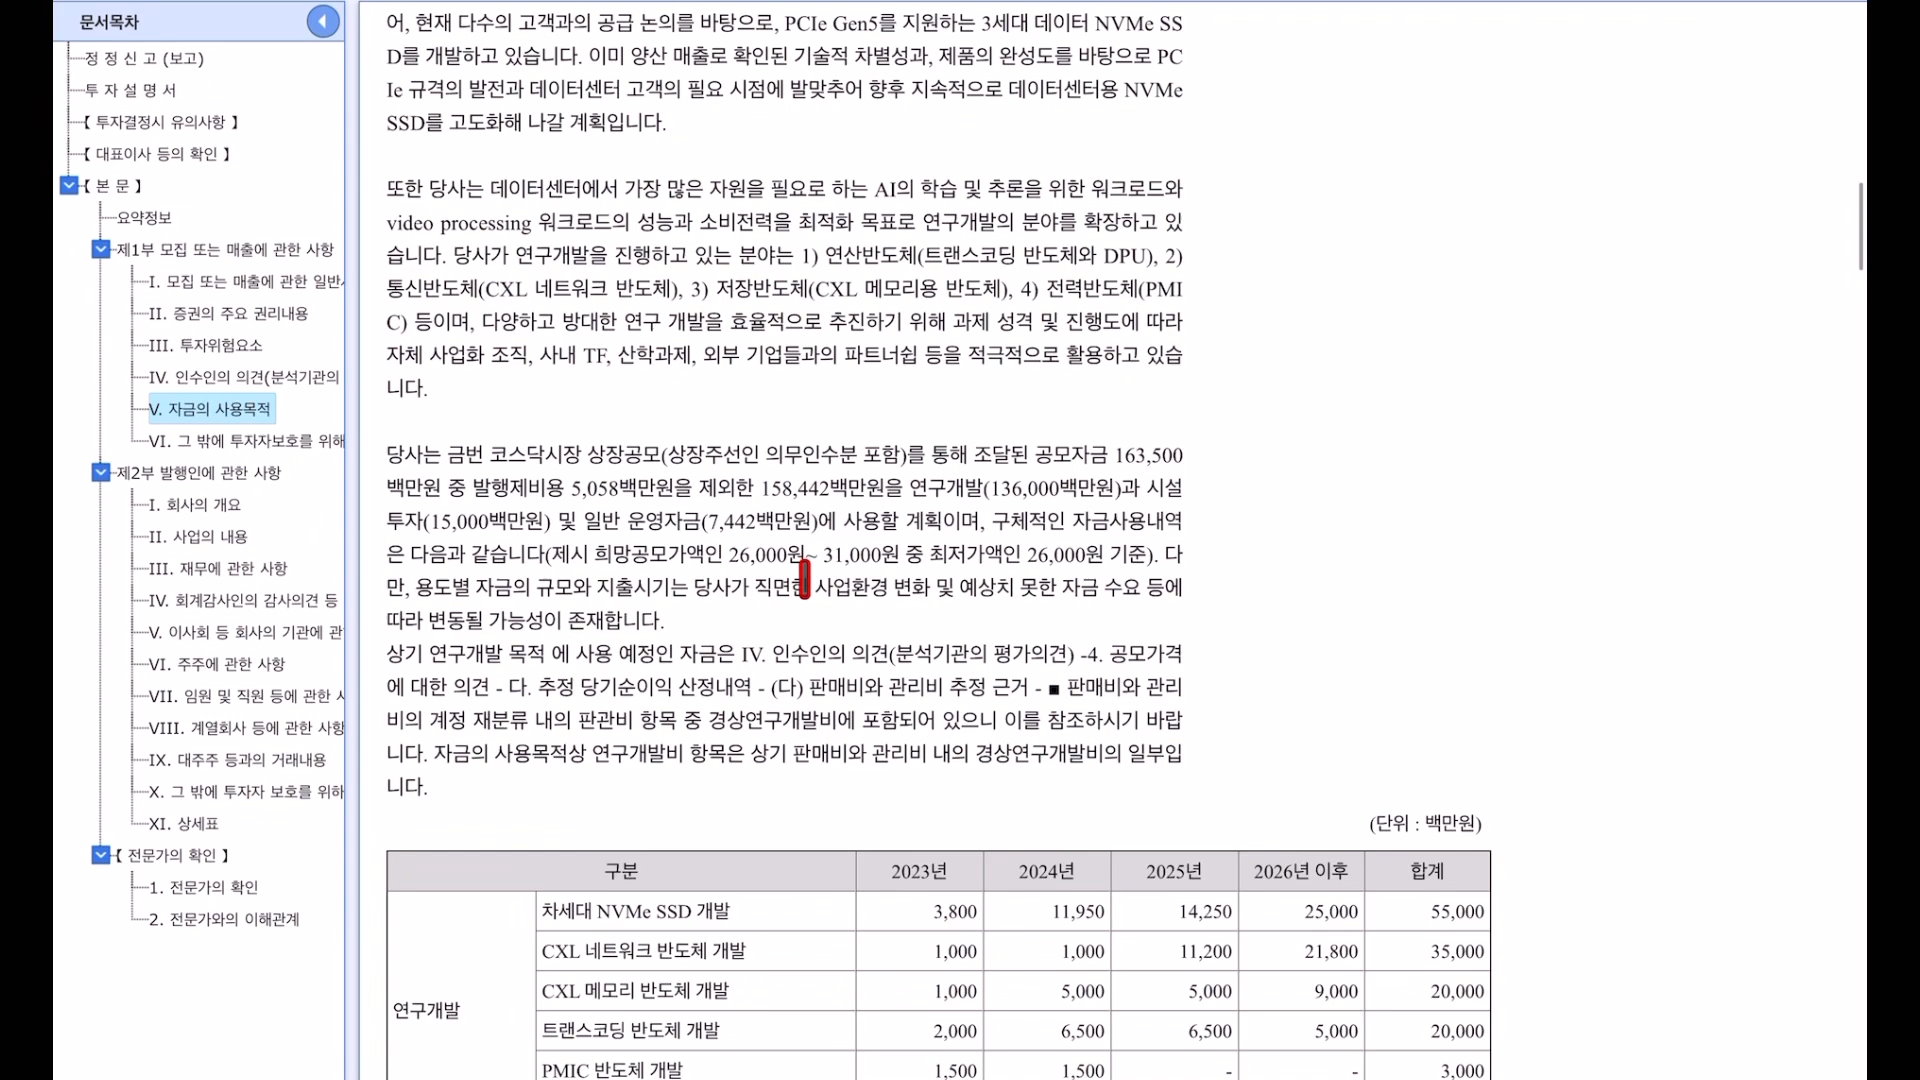 문서목차
정 정 신 고 (보고)
투 자 설 명 서
【 투자결정시 유의사항 】
【 대표이사 등의 확인 】
【 본 문 】
요약정보
제1부 모집 또는 매출에 관한 사항
I. 모집 또는 매출에 관한 일반
II. 증권의 주요 권리내용
III. 투자위험요소
IV. 인수인의 의견(분석기관의
V. 자금의 사용목적
VI. 그 밖에 투자자보호를 위해
제2부 발행인에 관한 사항
I. 회사의 개요
II. 사업의 내용
III. 재무에 관한 사항
IV. 회계감사인의 감사의견 등
V. 이사회 등 회사의 기관에 관
VI. 주주에 관한 사항
VII. 임원 및 직원 등에 관한
VIII. 계열회사 등에 관한 사항
IX. 대주주 등과의 거래내용
X. 그 밖에 투자자 보호를 위하
XI. 상세표
【 전문가의 확인 】
1. 전문가의 확인
2. 전문가와의 이해관계
어, 현재 다수의 고객과의 공급 논의를 바탕으로, PCIe Gen5를 지원하는 3세대 데이터 NVMe SS
D를 개발하고 있습니다. 이미 양산 매출로 확인된 기술적 차별성과, 제품의 완성도를 바탕으로 PC
Ie 규격의 발전과 데이터센터 고객의 필요 시점에 발맞추어 향후 지속적으로 데이터센터용 NVMe
SSD를 고도화해 나갈 계획입니다.
또한 당사는 데이터센터에서 가장 많은 자원을 필요로 하는 AI의 학습 및 추론을 위한 워크로드와
video processing 워크로드의 성능과 소비전력을 최적화 목표로 연구개발의 분야를 확장하고 있
습니다. 당사가 연구개발을 진행하고 있는 분야는 1) 연산반도체(트랜스코딩 반도체와 DPU), 2)
통신반도체(CXL 네트워크 반도체), 3) 저장반도체(CXL 메모리용 반도체), 4) 전력반도체(PMI
C) 등이며, 다양하고 방대한 연구 개발을 효율적으로 추진하기 위해 과제 성격 및 진행도에 따라
자체 사업화 조직, 사내 TF, 산학과제, 외부 기업들과의 파트너쉽 등을 적극적으로 활용하고 있습
니다.
당사는 금번 코스닥시장 상장공모(상장주선인 의무인수분 포함)를 통해 조달된 공모자금 163,500
백만원 중 발행제비용 5,058백만원을 제외한 158,442백만원을 연구개발(136,000백만원)과 시설
투자(15,000백만원) 및 일반 운영자금(7,442백만원)에 사용할 계획이며, 구체적인 자금사용내역
은 다음과 같습니다(제시 희망공모가액인 26,000원~ 31,000원 중 최저가액인 26,000원 기준). 다
만, 용도별 자금의 규모와 지출시기는 당사가 직면한 사업환경 변화 및 예상치 못한 자금 수요 등에
따라 변동될 가능성이 존재합니다.
상기 연구개발 목적 에 사용 예정인 자금은 IV. 인수인의 의견(분석기관의 평가의견) -4. 공모가격
에 대한 의견 - 다. 추정 당기순이익 산정내역 - (다) 판매비와 관리비 추정 근거 - ■ 판매비와 관리
비의 계정 재분류 내의 판관비 항목 중 경상연구개발비에 포함되어 있으니 이를 참조하시기 바랍
니다. 자금의 사용목적상 연구개발비 항목은 상기 판매비와 관리비 내의 경상연구개발비의 일부입
니다.
(단위 : 백만원)
구분 2023년 2024년 2025년 2026년 이후 합계
연구개발
차세대 NVMe SSD 개발 3,800 11,950 14,250 25,000 55,000
CXL 네트워크 반도체 개발 1,000 1,000 11,200 21,800 35,000
CXL 메모리 반도체 개발 1,000 5,000 5,000 9,000 20,000
트랜스코딩 반도체 개발 2,000 6,500 6,500 5,000 20,000
PMIC 반도체 개발 1,500 1,500 - - 3,000